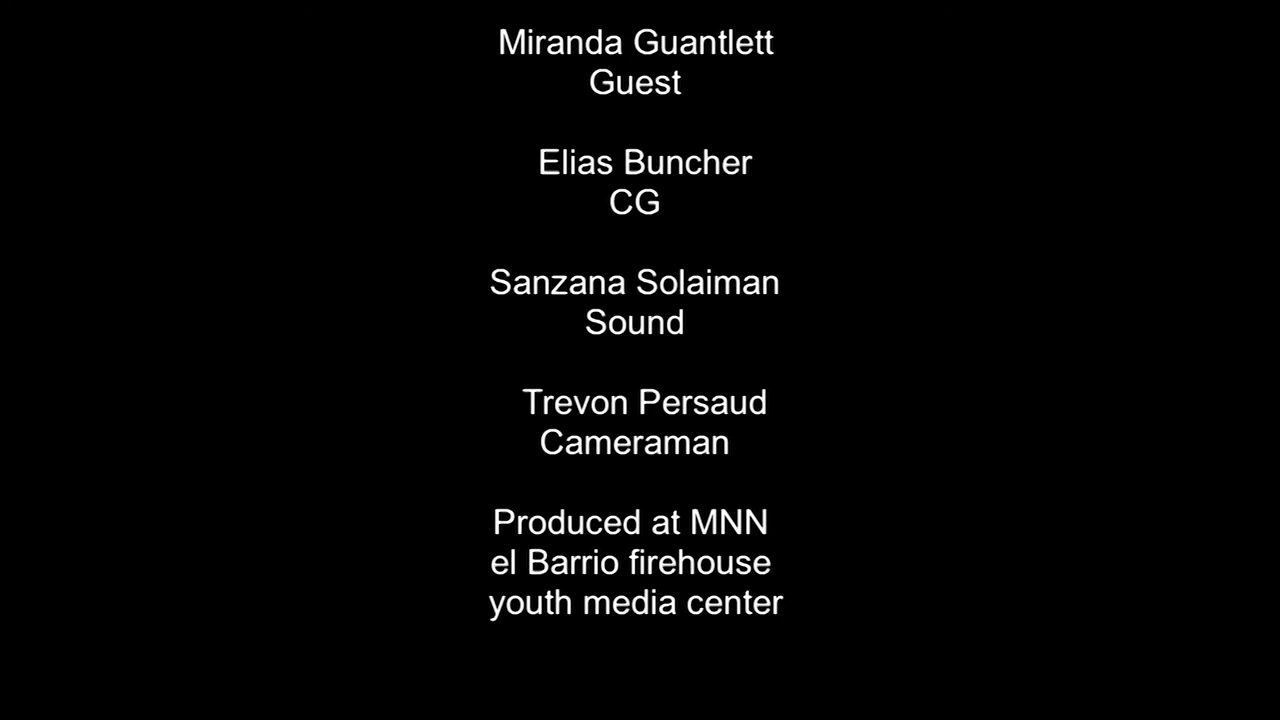 Miranda Guantlett
Guest
Elias Buncher
CG
Sanzana Solaiman
Sound
Trevon Persaud
Cameraman
Produced at MNN
el Barrio firehouse
youth media center